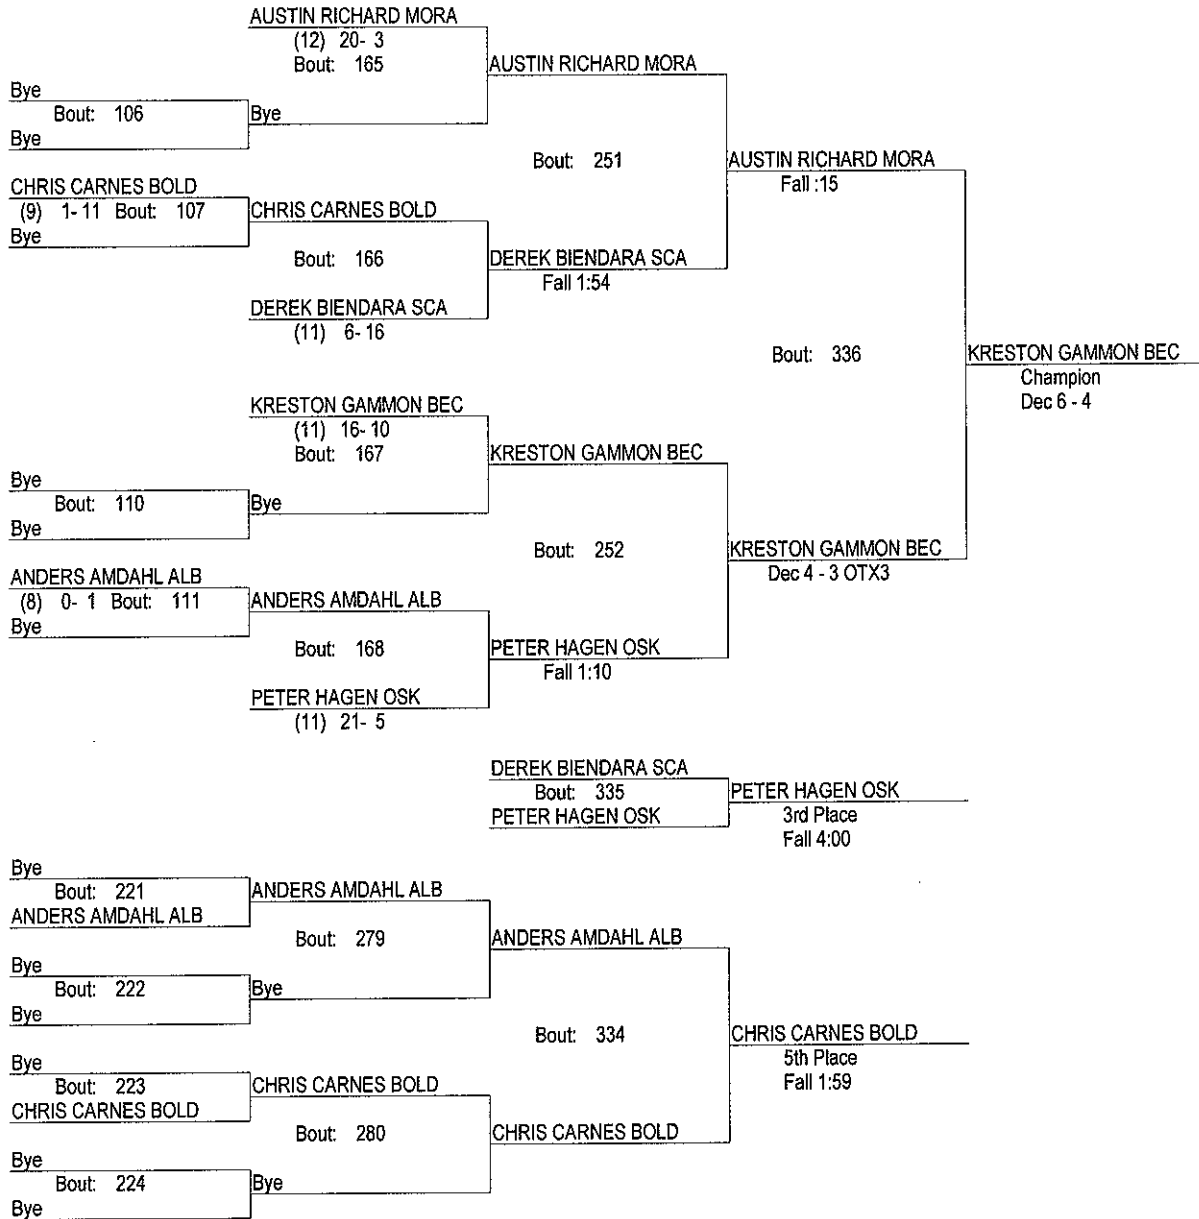 AUSTIN RICHARD MORA
(12) 20- 3
Bout: 165
AUSTIN RICHARD MORA
Bye
Bout: 106
Bye
Bye
Bout: 251
AUSTIN RICHARD MORA
Fall :15
CHRIS CARNES BOLD
(9) 1- 11 Bout: 107
Bye
CHRIS CARNES BOLD
Bout: 166
DEREK BIENDARA SCA
Fall 1:54
DEREK BIENDARA SCA
(11) 6- 16
Bout: 336
KRESTON GAMMON BEC
Champion
Dec 6 - 4
KRESTON GAMMON BEC
(11) 16- 10
Bout: 167
KRESTON GAMMON BEC
Bye
Bout: 110
Bye
Bye
Bout: 252
KRESTON GAMMON BEC
Dec 4 - 3 OTX3
ANDERS AMDAHL ALB
(8) 0- 1 Bout: 111
Bye
ANDERS AMDAHL ALB
Bout: 168
PETER HAGEN OSK
Fall 1:10
PETER HAGEN OSK
(11) 21- 5
DEREK BIENDARA SCA
Bout: 335
PETER HAGEN OSK
PETER HAGEN OSK
3rd Place
Fall 4:00
Bye
Bout: 221
ANDERS AMDAHL ALB
ANDERS AMDAHL ALB
Bout: 279
ANDERS AMDAHL ALB
Bye
Bout: 222
Bye
Bye
Bout: 334
CHRIS CARNES BOLD
5th Place
Fall 1:59
Bye
Bout: 223
CHRIS CARNES BOLD
CHRIS CARNES BOLD
Bout: 280
CHRIS CARNES BOLD
Bye
Bout: 224
Bye
Bye